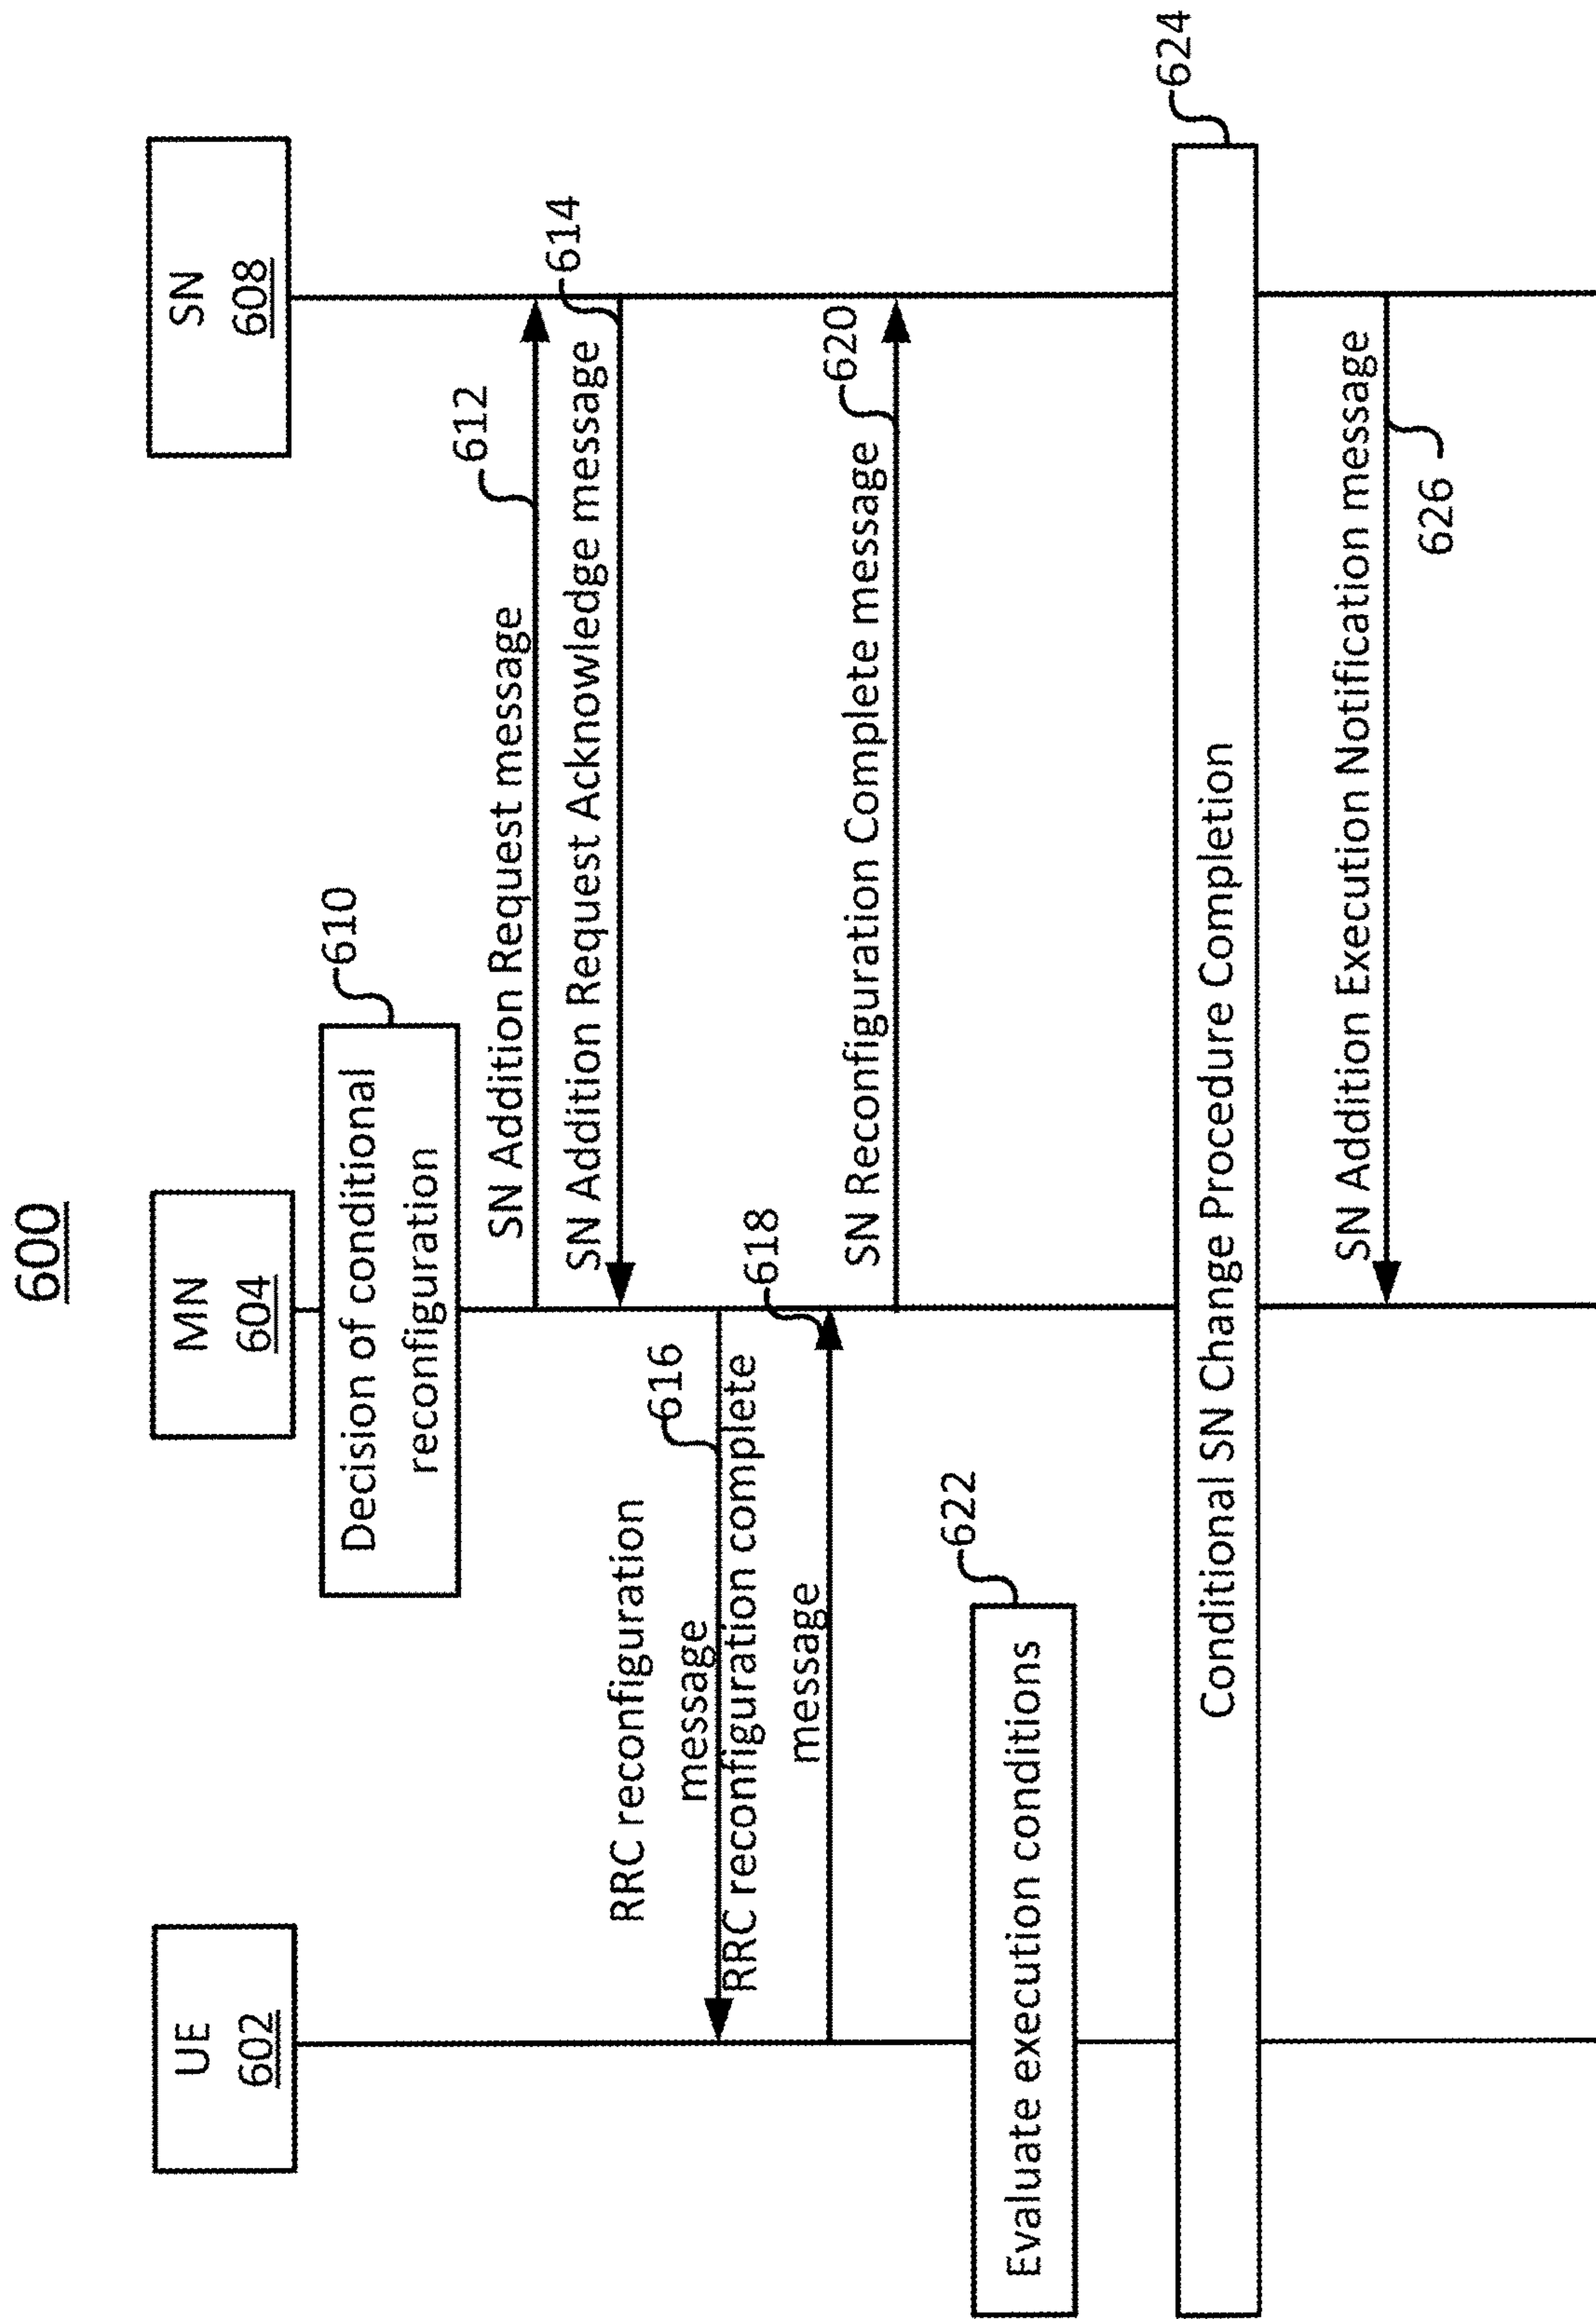 600
UE
602
MN
604
SN
608
Decision of conditional
reconfiguration
610
SN Addition Request message
612
SN Addition Request Acknowledge message
614
RRC reconfiguration
message
616
RRC reconfiguration complete
message
618
SN Reconfiguration Complete message
620
Evaluate execution conditions
622
Conditional SN Change Procedure Completion
624
SN Addition Execution Notification message
626